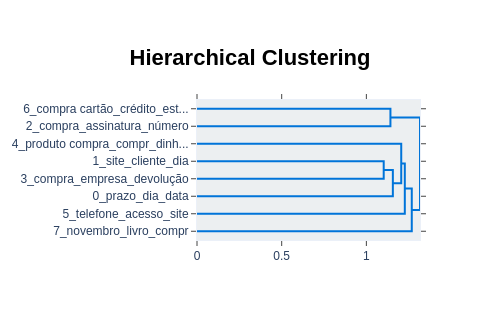 Hierarchical Clustering
6_compra cartão_crédito_est...
2_compra_assinatura_número
4_produto compra_compr_dinh...
1_site_cliente_dia
3_compra_empresa_devolução
0_prazo_dia_data
5_telefone_acesso_site
7_novembro_livro_compr
0
0.5
1